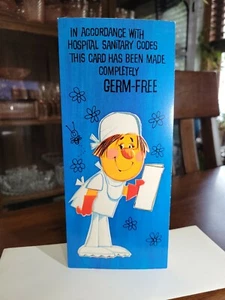 IN ACCORDANCE WITH
HOSPITAL SANITARY CODES
THIS CARD HAS BEEN MADE
COMPLETELY
GERM-FREE